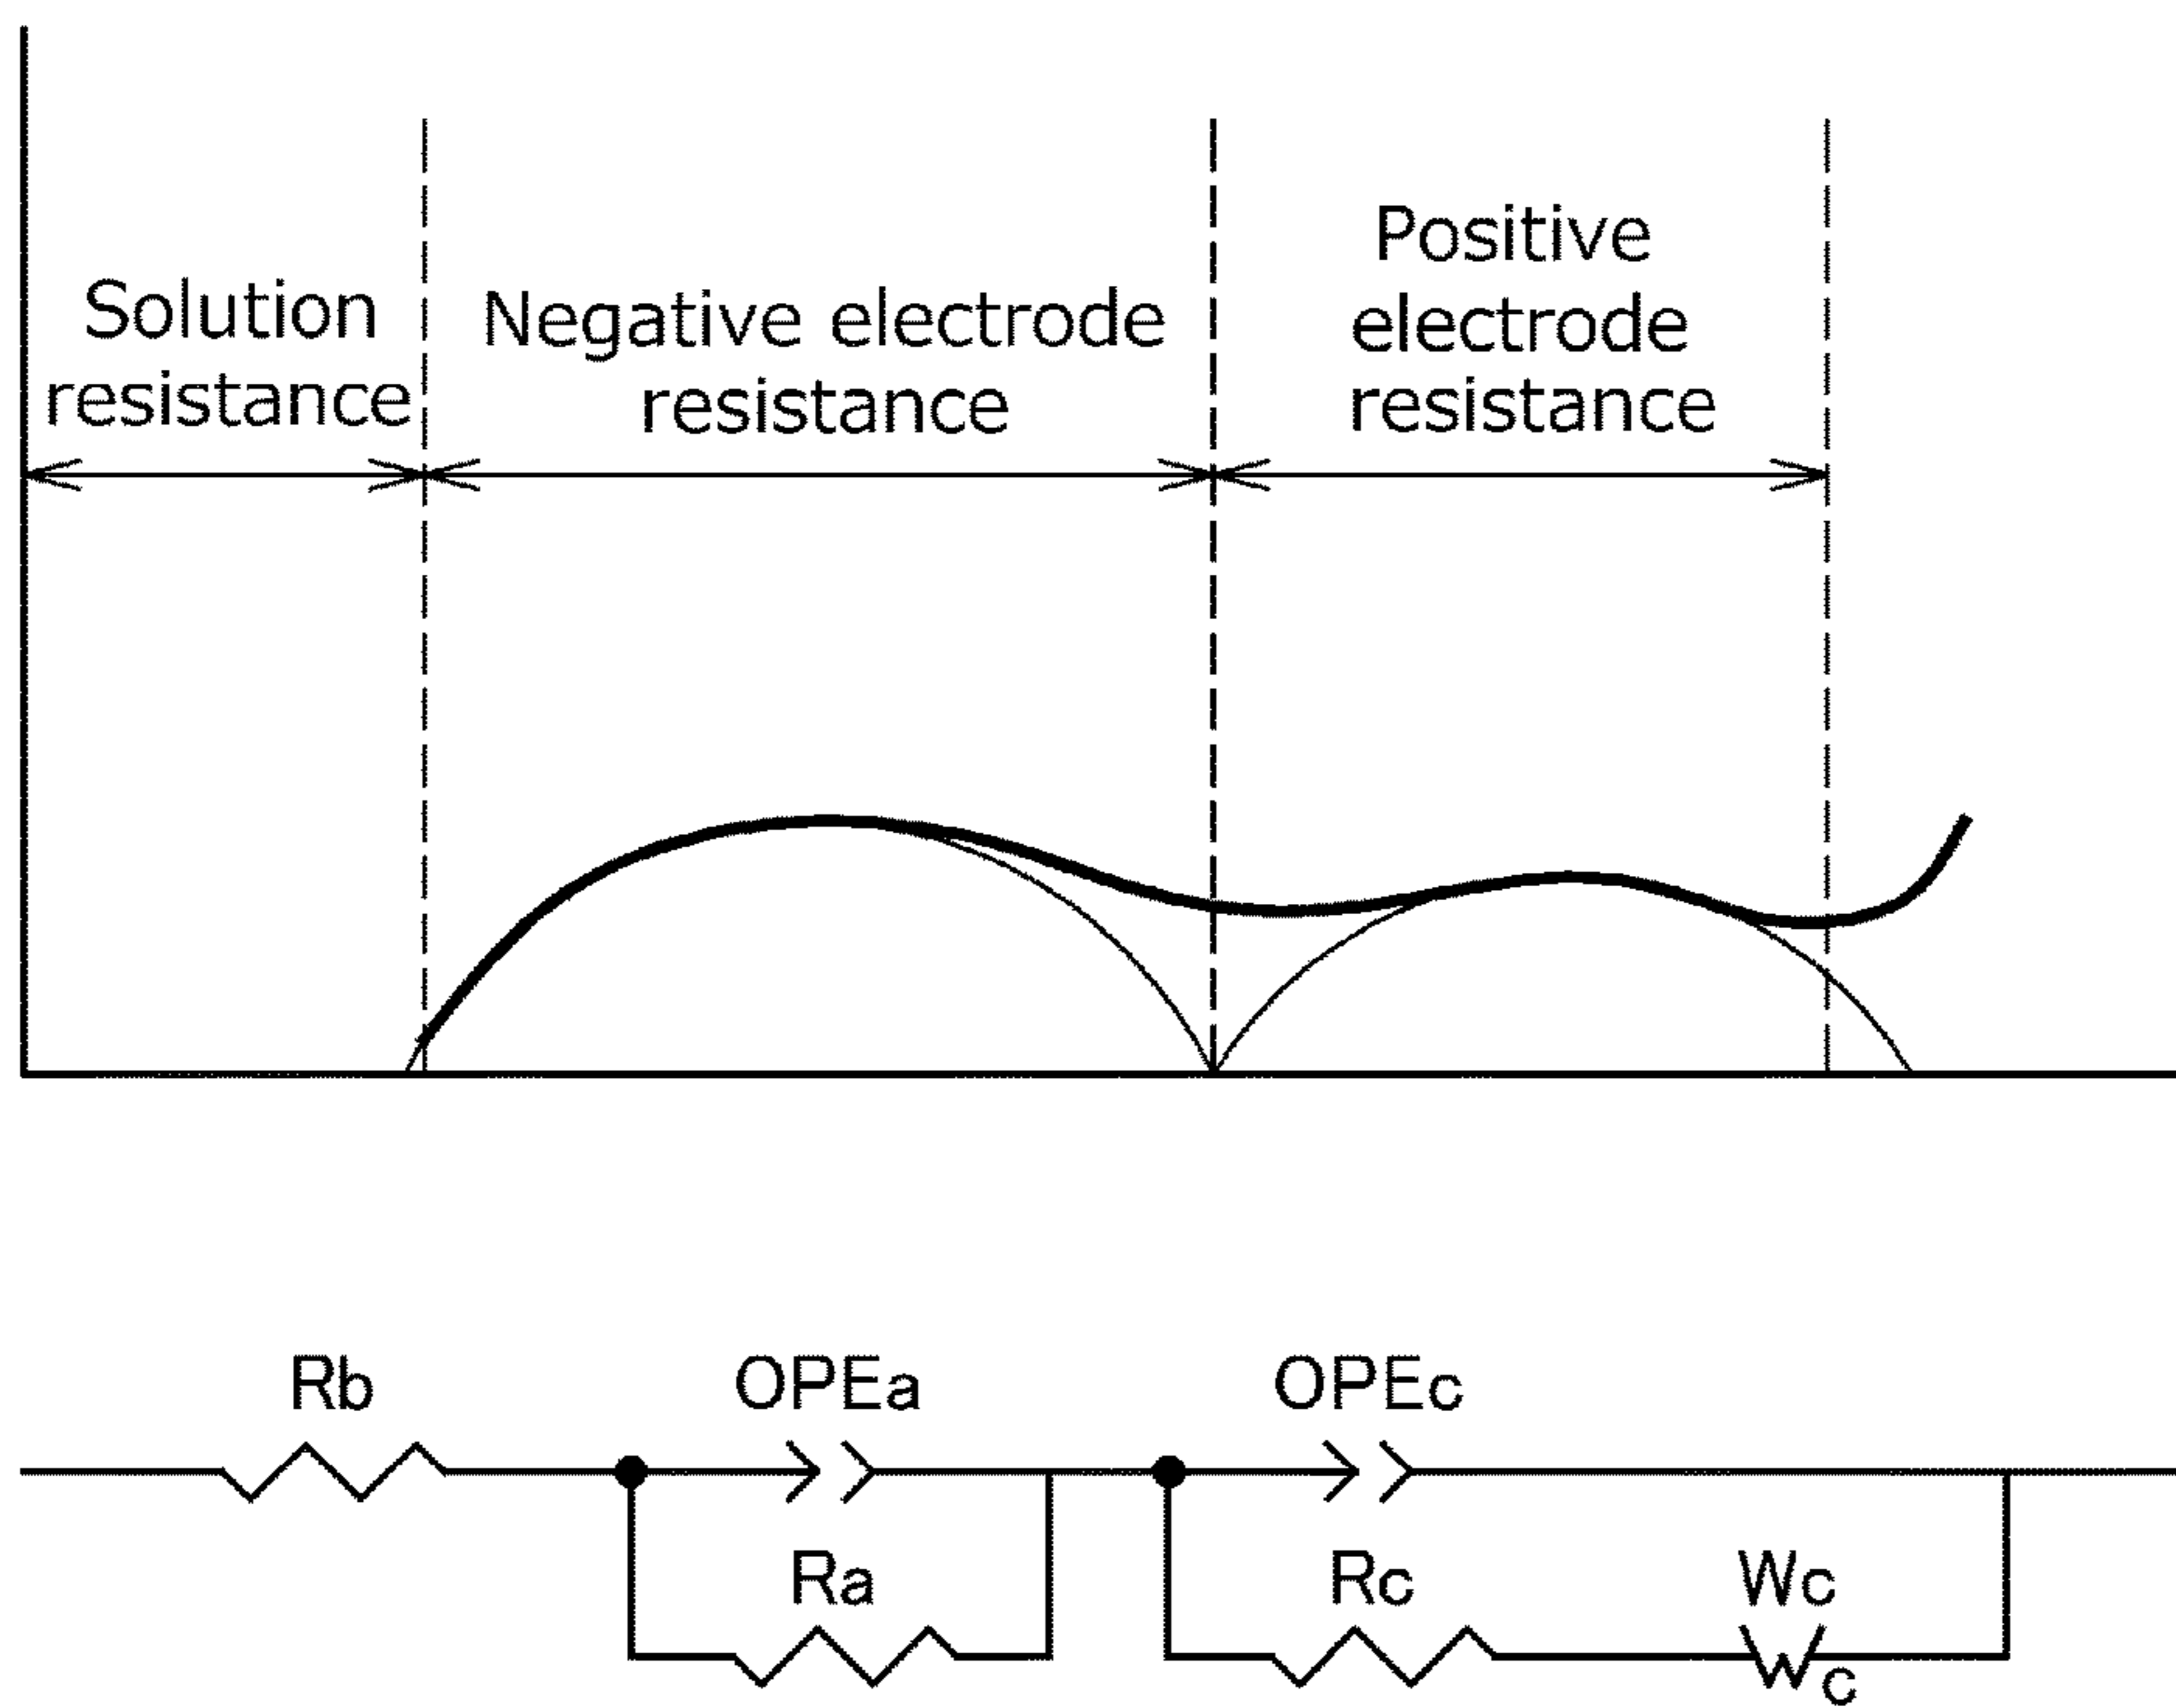 Solution
resistance
Negative electrode
resistance
Positive
electrode
resistance
Rb
OPEa
OPEc
Ra
Rc
Wc
Wc